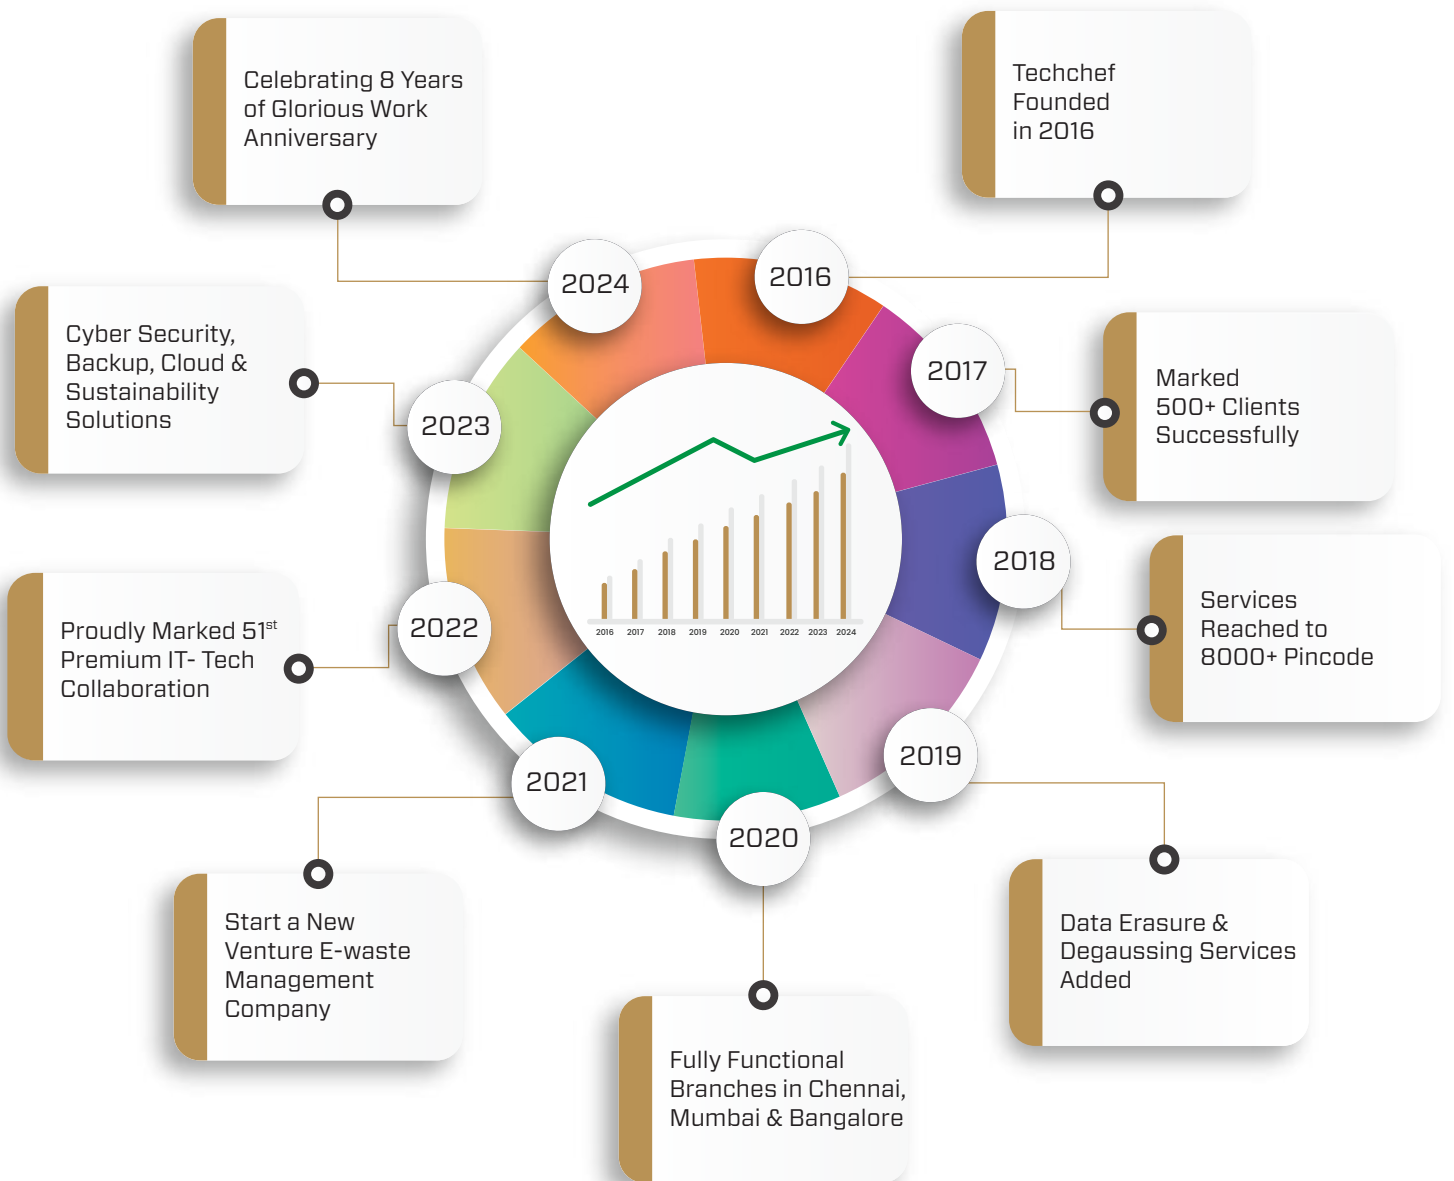 2016
Techchef
Founded
in 2016
2017
Marked
500+ Clients
Successfully
2018
Services
Reached to
8000+ Pincode
2019
Data Erasure &
Degaussing Services
Added
2020
Fully Functional
Branches in Chennai,
Mumbai & Bangalore
2021
Start a New
Venture E-waste
Management
Company
2022
Proudly Marked 51st
Premium IT- Tech
Collaboration
2023
Cyber Security,
Backup, Cloud &
Sustainability
Solutions
2024
Celebrating 8 Years
of Glorious Work
Anniversary
2016 2017 2018 2019 2020 2021 2022 2023 2024